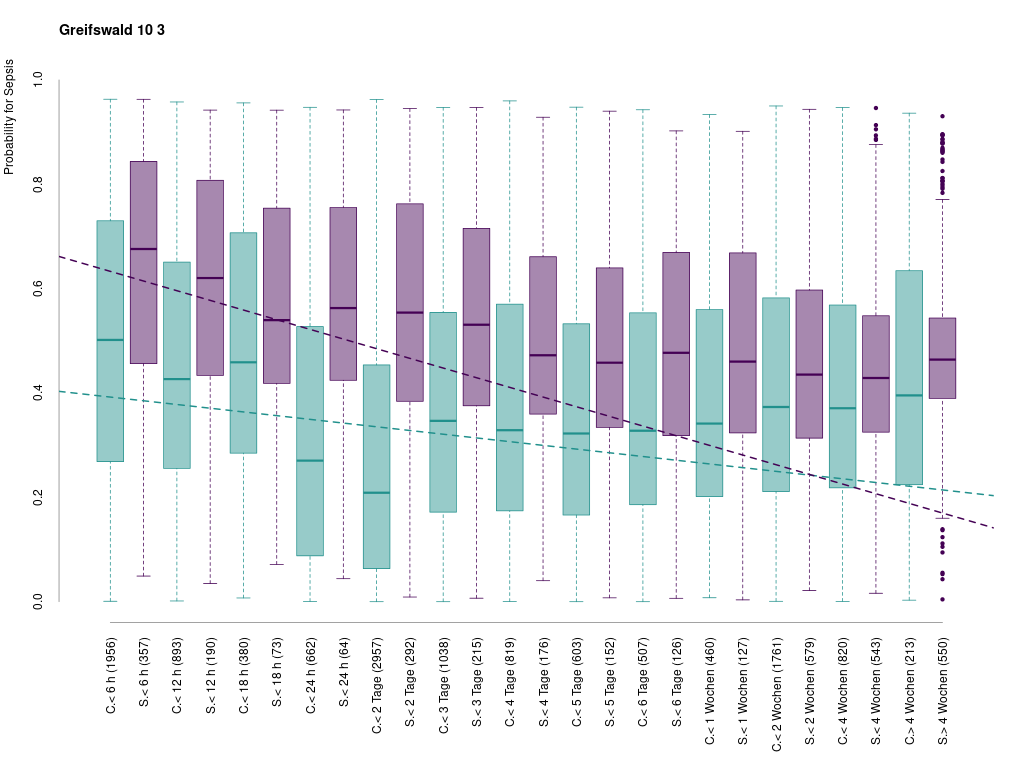 Greifswald 10 3
Probability for Sepsis
1.0
0.8
0.6
0.4
0.2
0.0
C.< 6 h (1956)
S.< 6 h (357)
C.< 12 h (893)
S.< 12 h (190)
C.< 18 h (380)
S.< 18 h (73)
C.< 24 h (662)
S.< 24 h (64)
C.< 2 Tage (2957)
S.< 2 Tage (292)
C.< 3 Tage (1038)
S.< 3 Tage (215)
C.< 4 Tage (819)
S.< 4 Tage (176)
C.< 5 Tage (603)
S.< 5 Tage (152)
C.< 6 Tage (507)
S.< 6 Tage (126)
C.< 1 Wochen (460)
S.< 1 Wochen (127)
C.< 2 Wochen (1761)
S.< 2 Wochen (579)
C.< 4 Wochen (820)
S.< 4 Wochen (543)
C.> 4 Wochen (213)
S.> 4 Wochen (550)